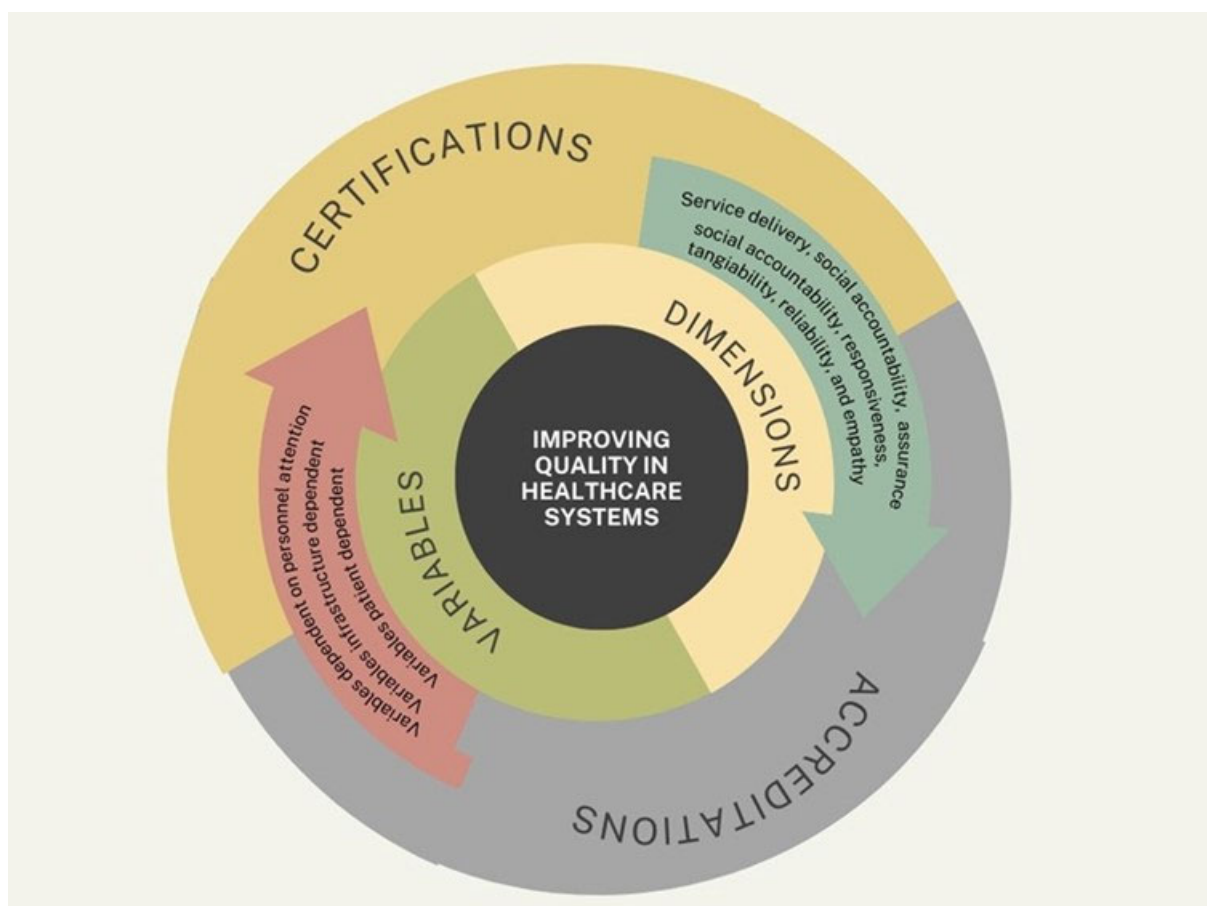 CERTIFICATIONS
Service delivery, social accountability, assurance
social accountability, responsiveness,
tangiability, reliability, and empathy
DIMENSIONS
IMPROVING
QUALITY IN
HEALTHCARE
SYSTEMS
VARIABLES
Variables dependent on personnel attention
Variables infrastructure dependent
Variables patient dependent
ACCREDITATIONS